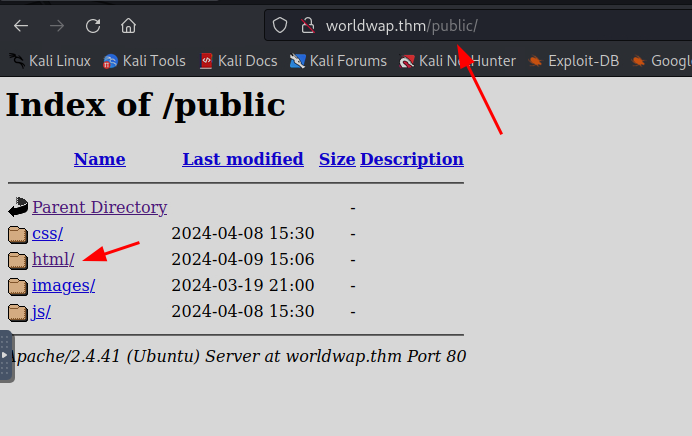 worldwap.thm/public/
Kali Linux Kali Tools Kali Docs Kali Forums Kali NetHunter Exploit-DB Google
Index of /public
Name Last modified Size Description
Parent Directory -
css/ 2024-04-08 15:30 -
html/ 2024-04-09 15:06 -
images/ 2024-03-19 21:00 -
js/ 2024-04-08 15:30 -
Apache/2.4.41 (Ubuntu) Server at worldwap.thm Port 80